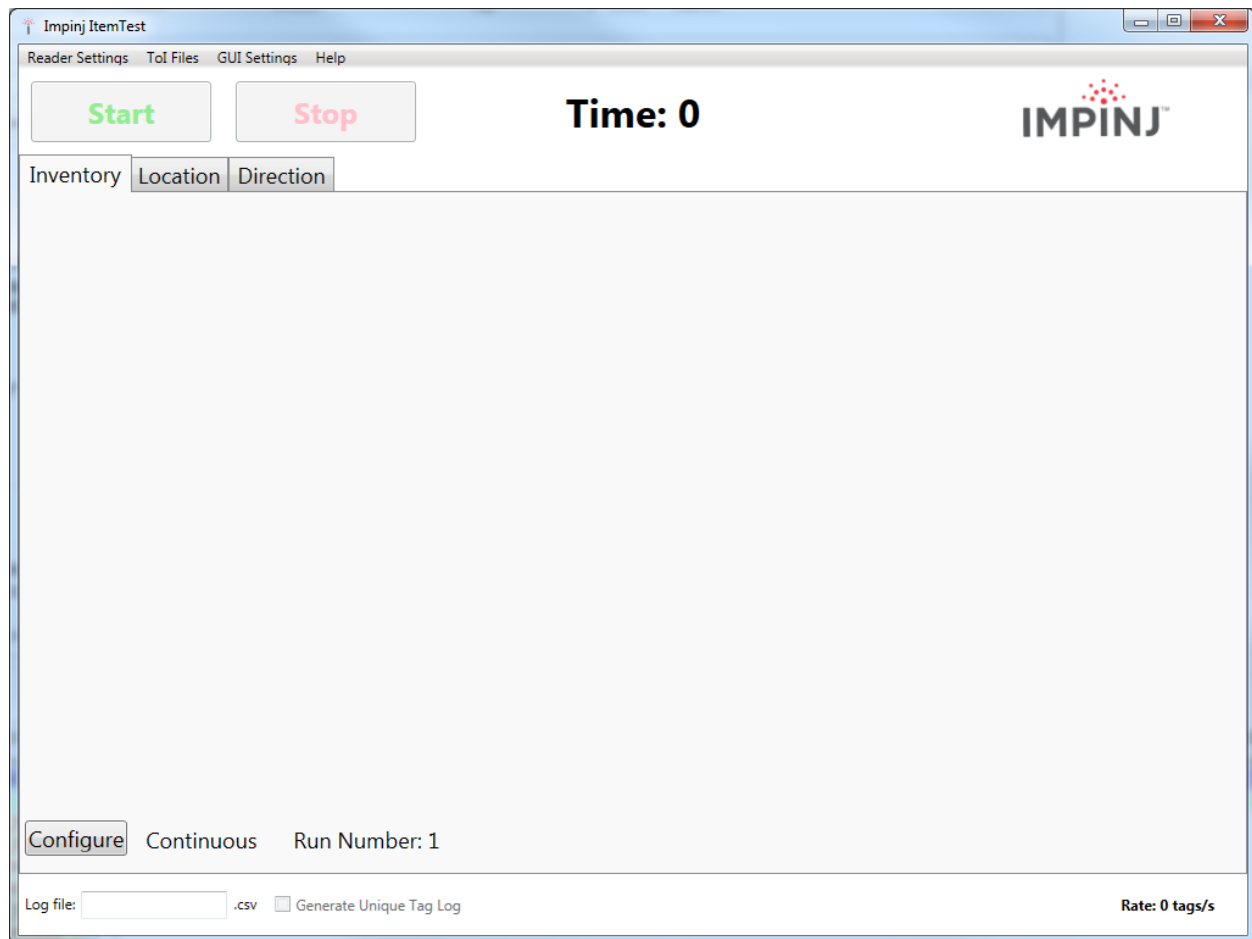 Impinj ItemTest
Reader Settings ToI Files GUI Settings Help
Start Stop Time: 0 IMPINJ™
Inventory Location Direction
Configure Continuous Run Number: 1
Log file: .csv Generate Unique Tag Log Rate: 0 tags/s